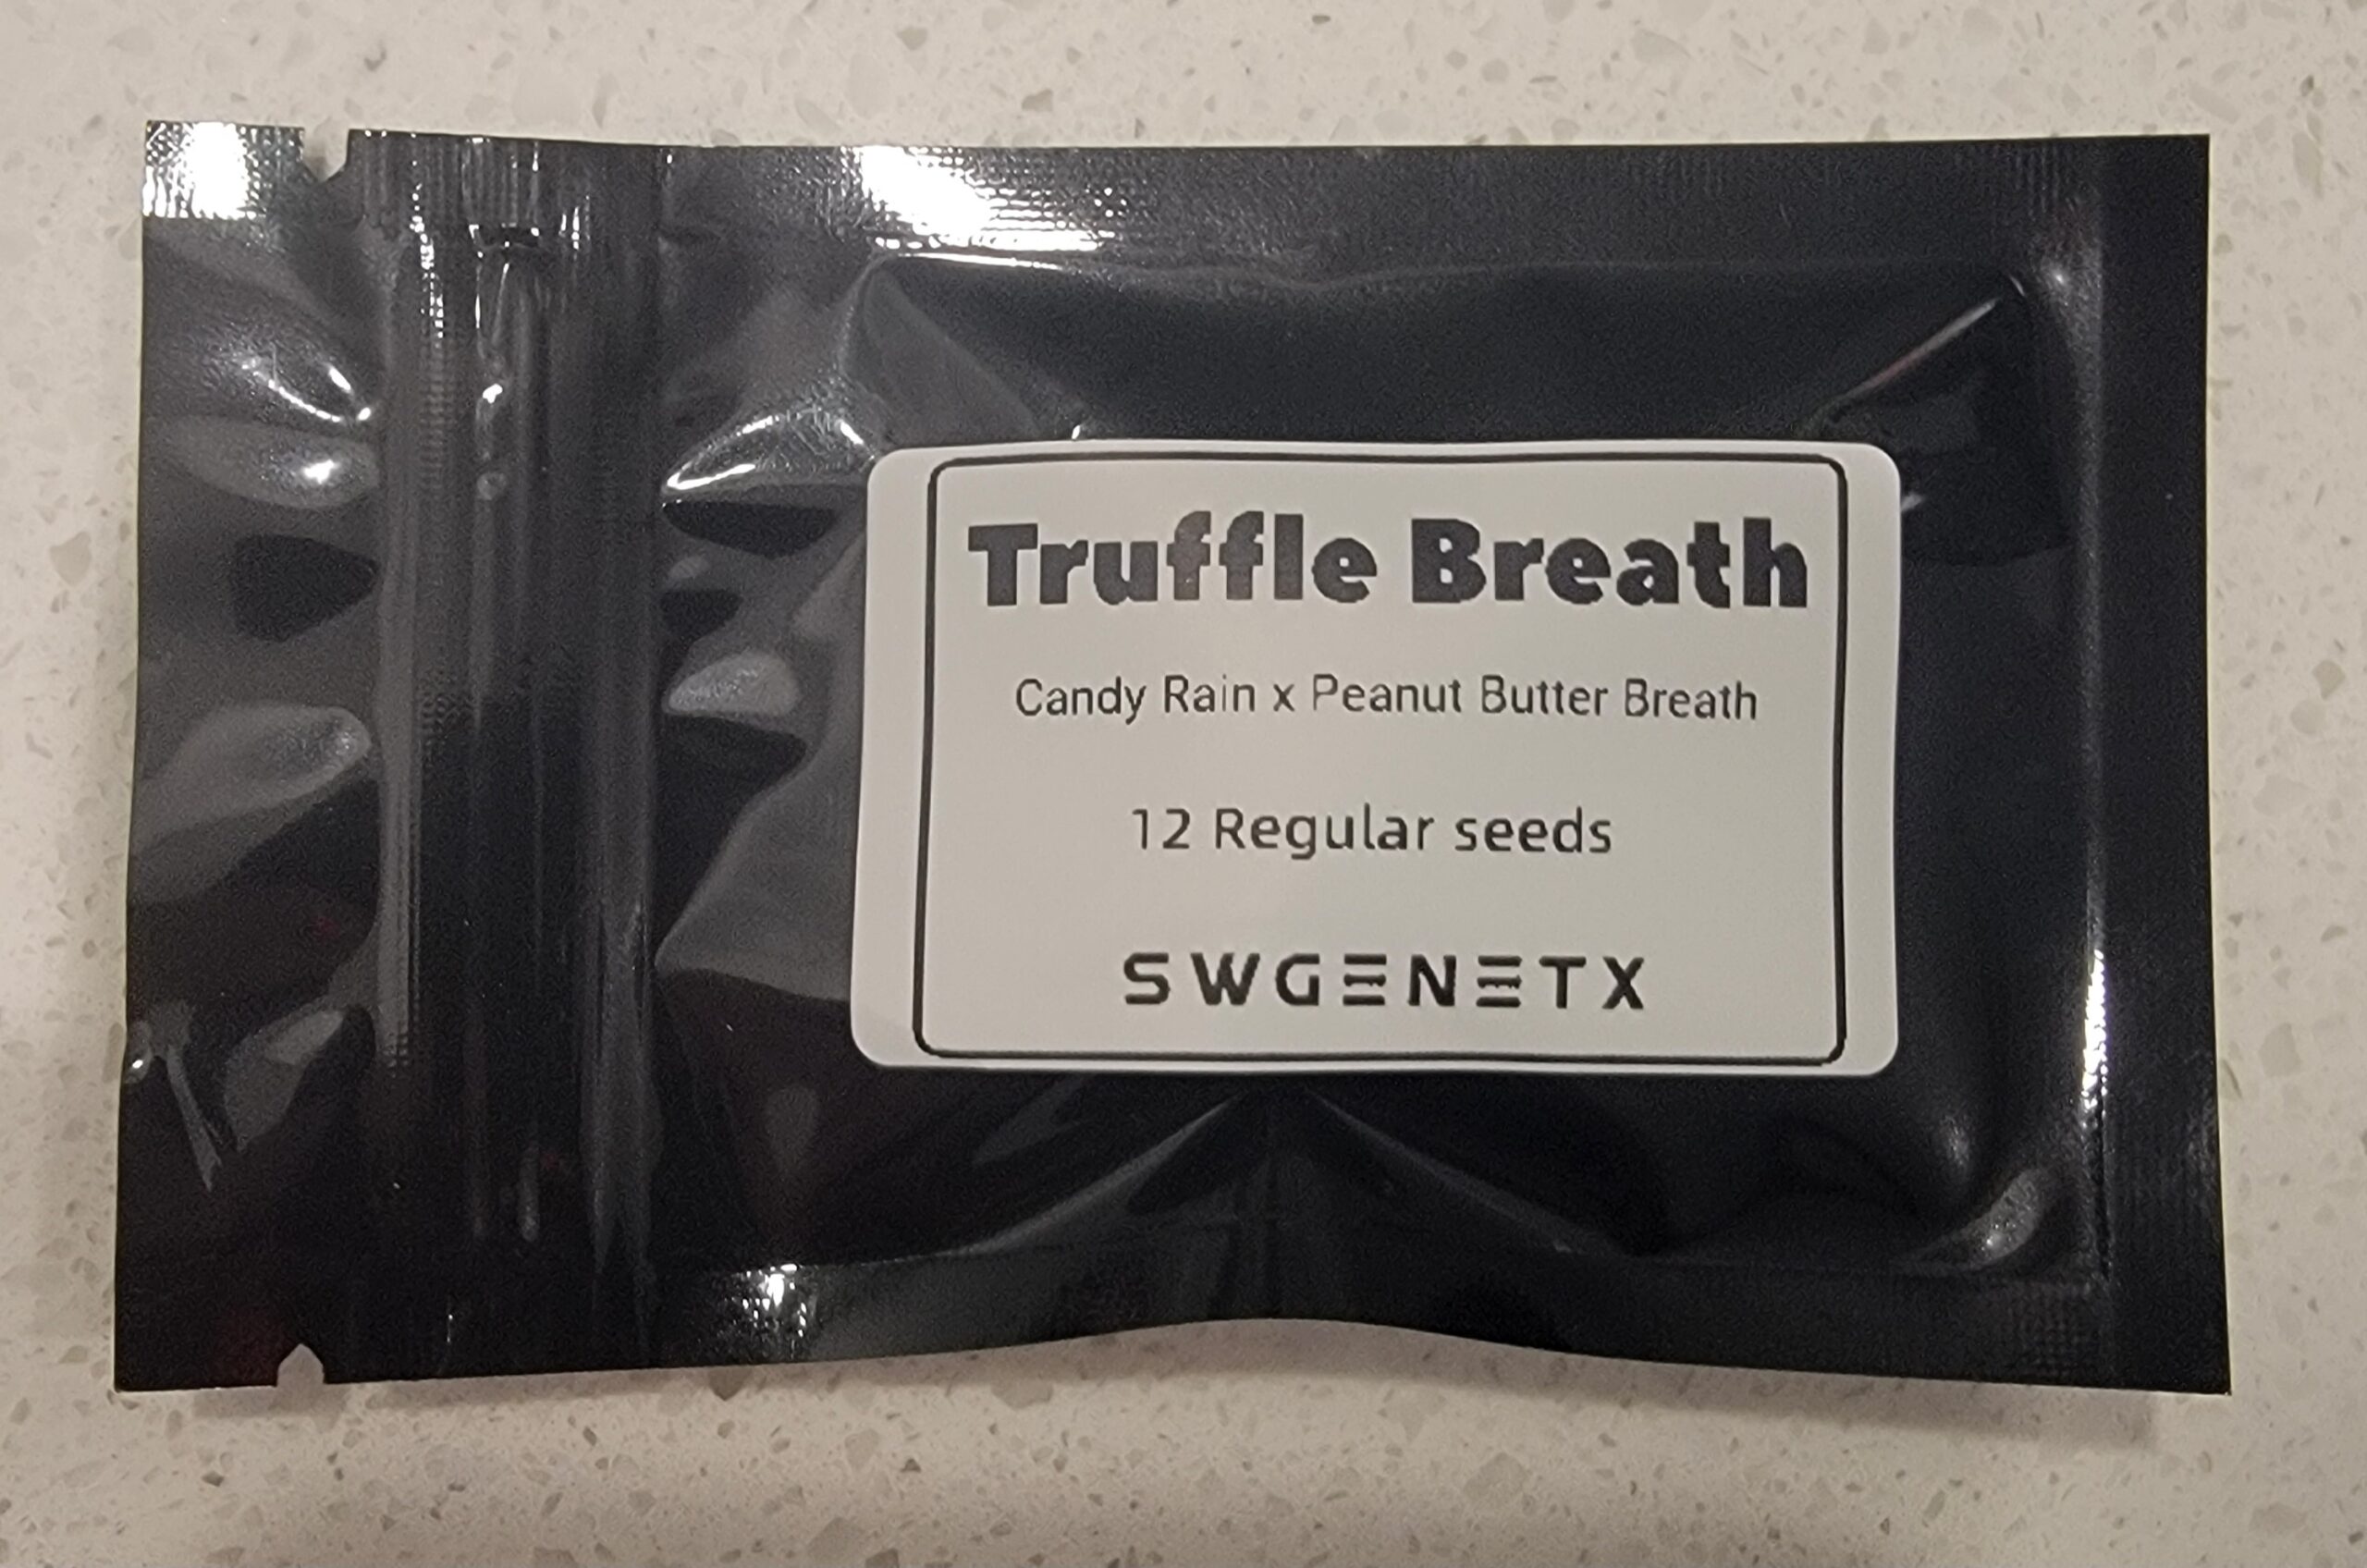 Truffle Breath
Candy Rain x Peanut Butter Breath
12 Regular seeds
SWGENETX